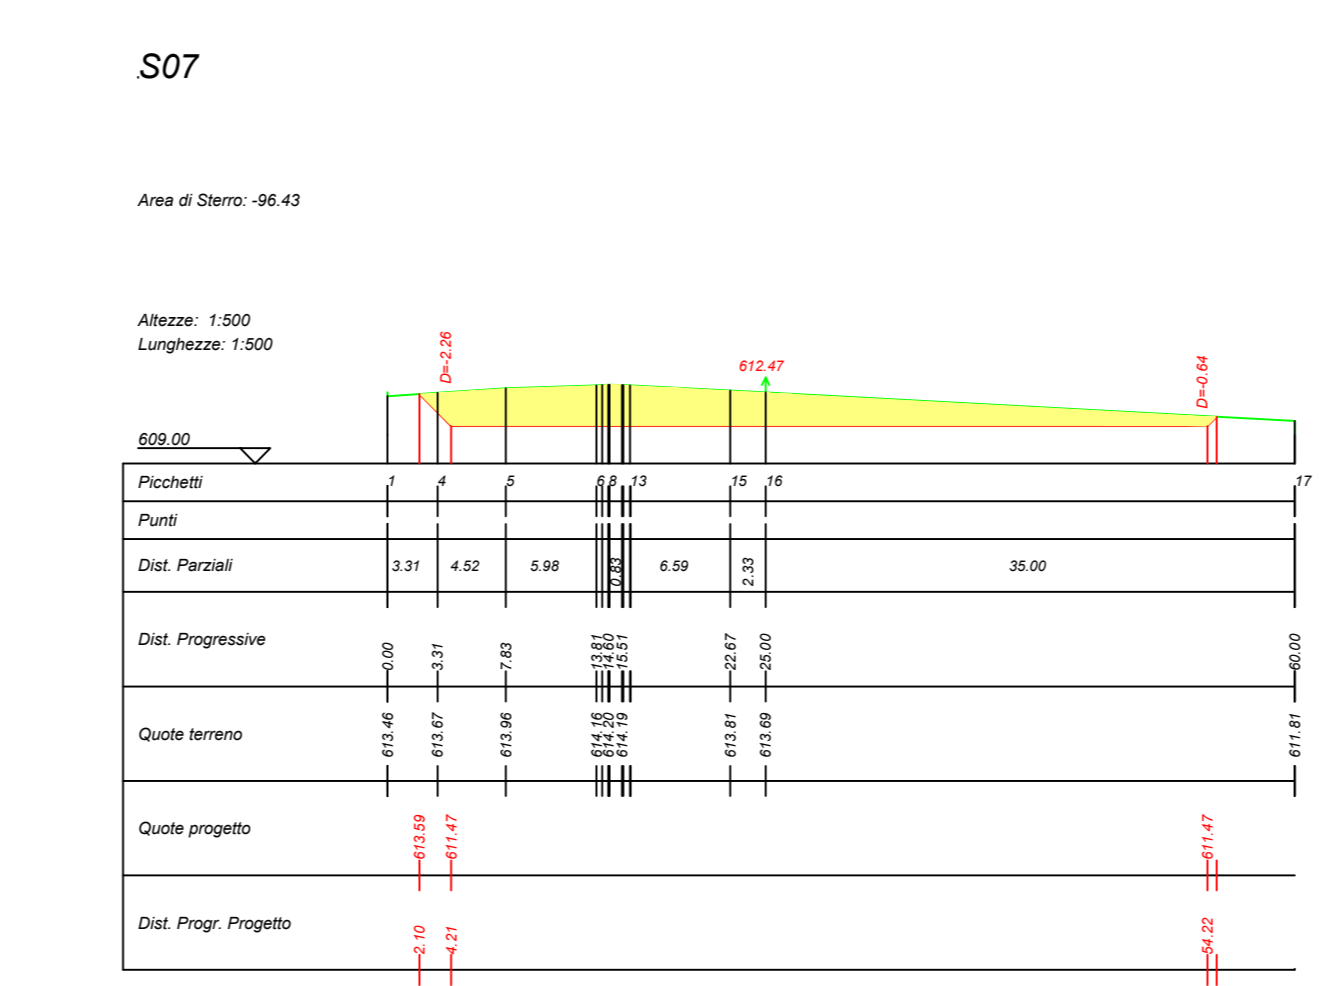 S07
Area di Sterro: -96.43
Altezze: 1:500
Lunghezze: 1:500
D=-2.26
612.47
D=-0.64
609.00
Picchetti 1 4 5 6 8 13 15 16 17
Punti
Dist. Parziali 3.31 4.52 5.98 0.83 6.59 2.33 35.00
Dist. Progressive 0.00 3.31 7.83 13.81 14.60 15.51 22.67 25.00 60.00
Quote terreno 613.46 613.67 613.96 614.16 614.20 614.19 613.81 613.69 611.81
Quote progetto 613.59 611.47 611.47
Dist. Progr. Progetto 2.10 4.21 54.22